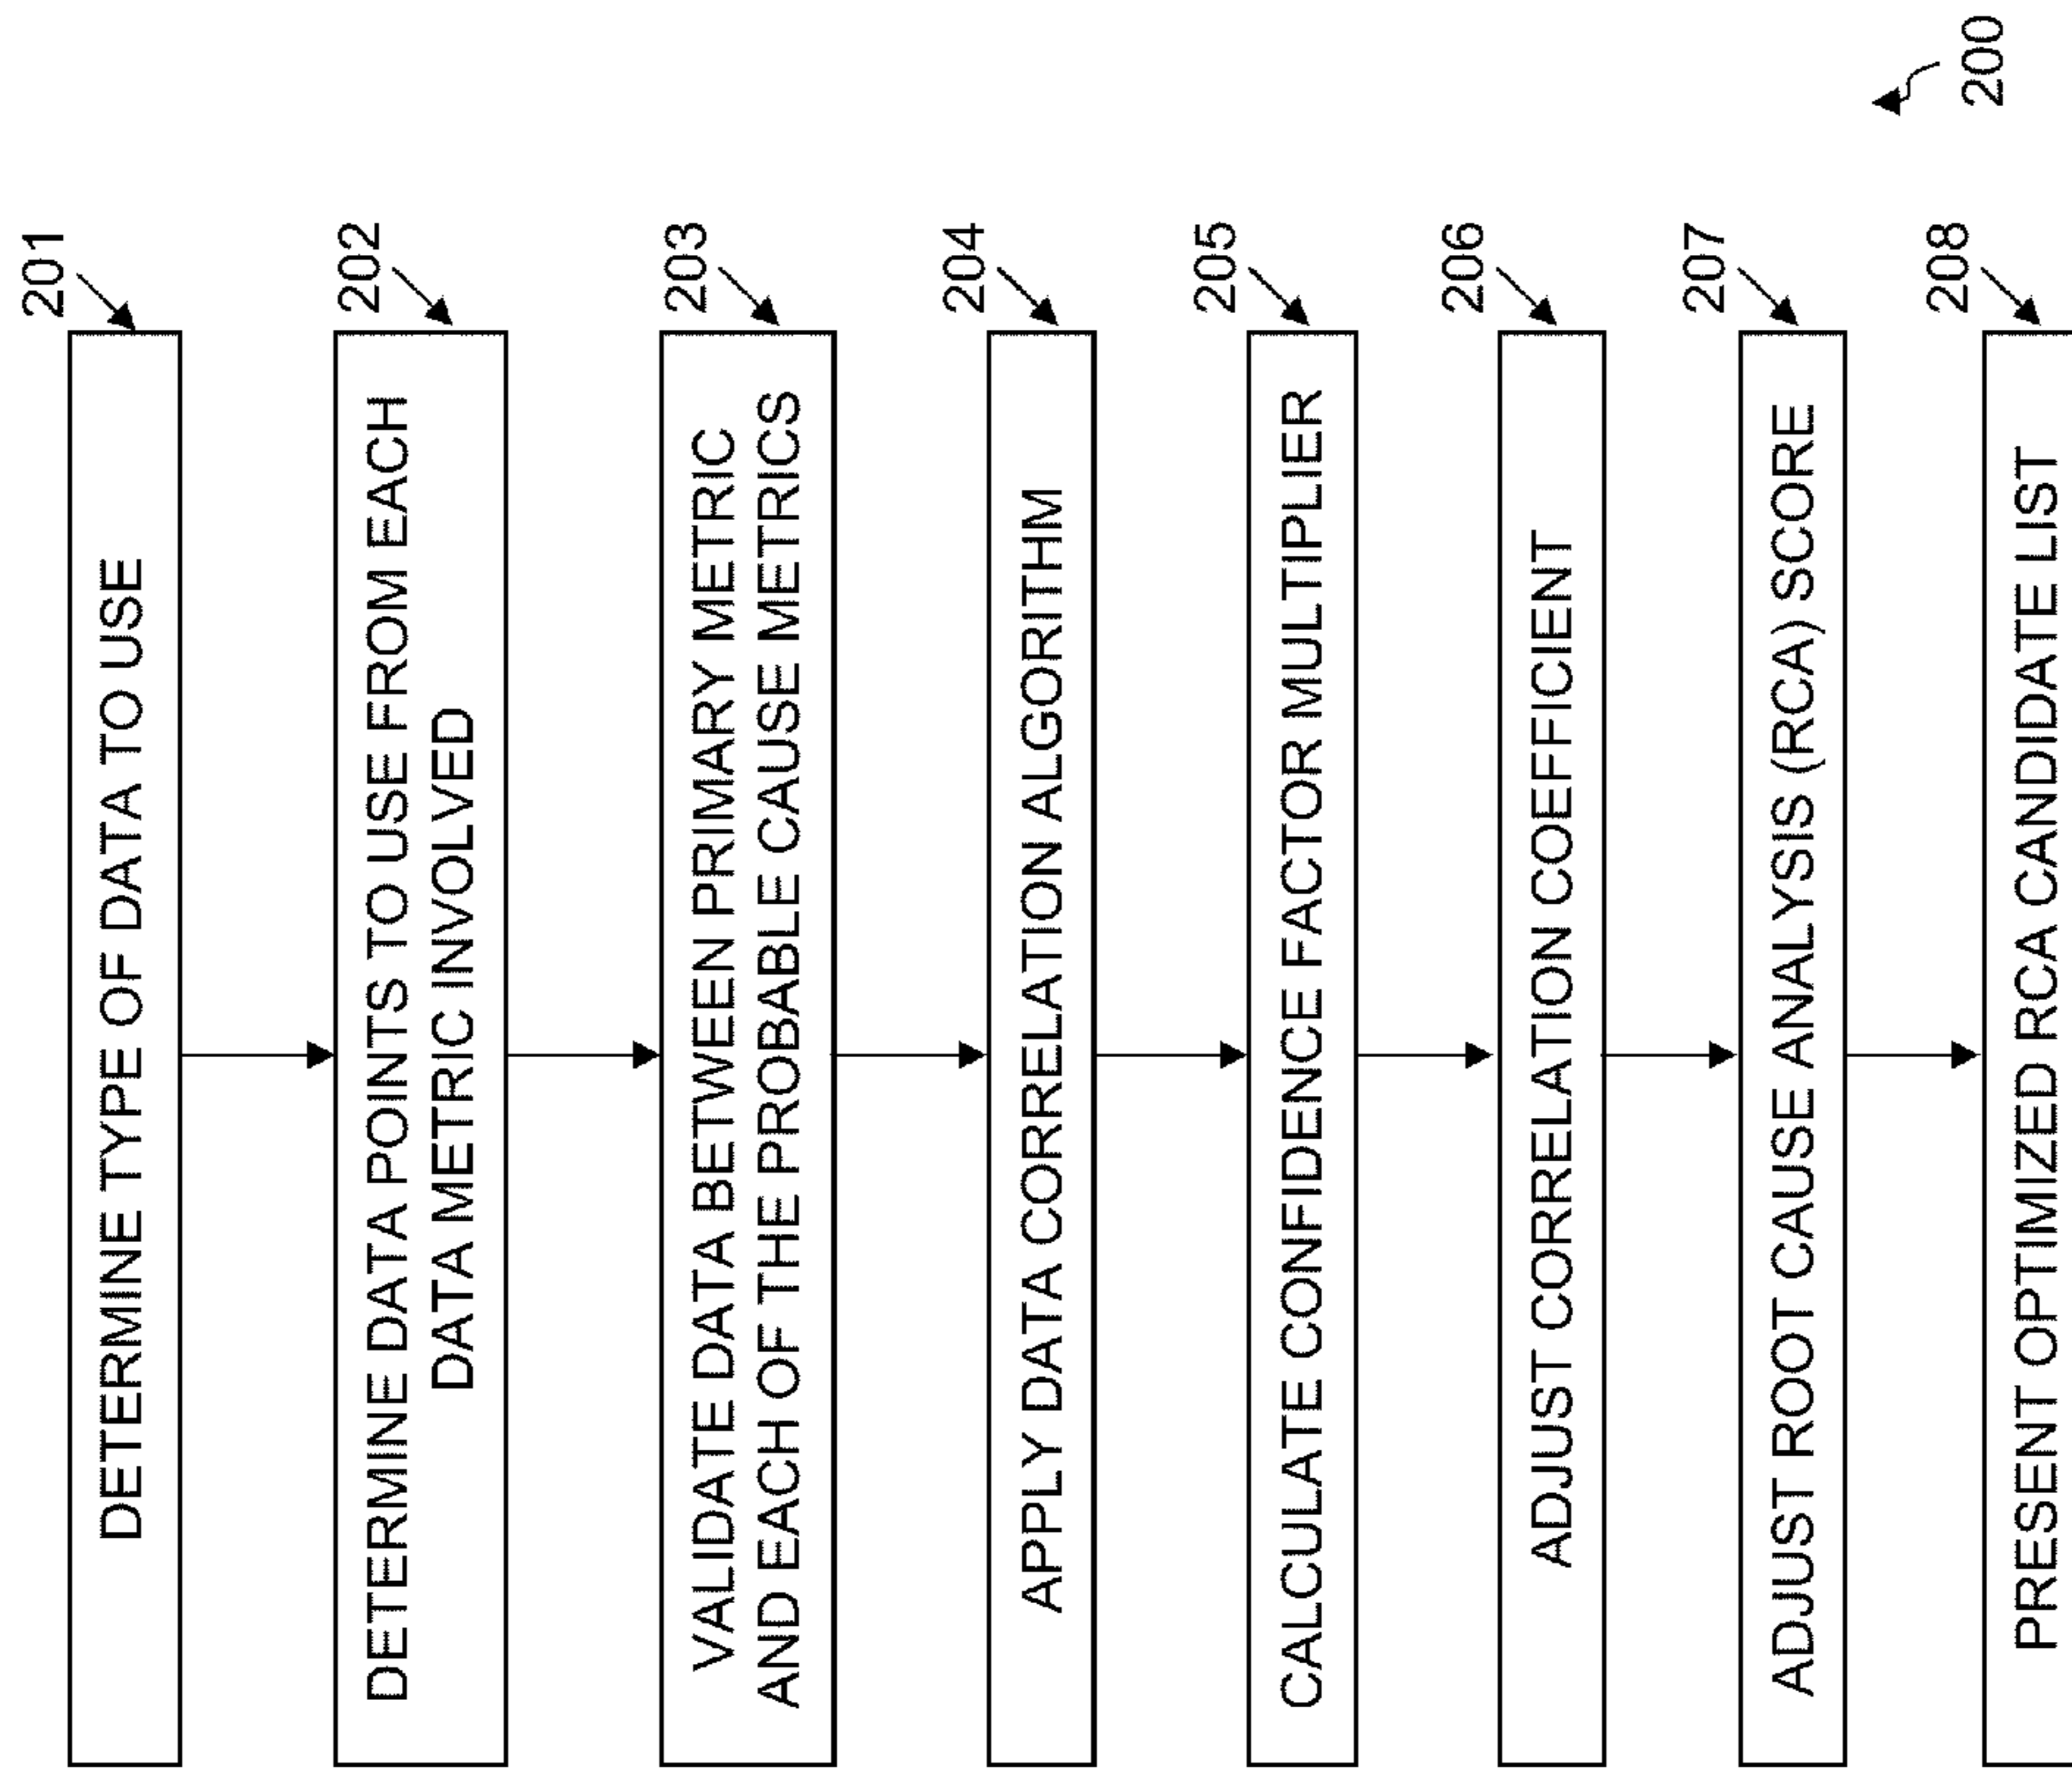 201
DETERMINE TYPE OF DATA TO USE
202
DETERMINE DATA POINTS TO USE FROM EACH
DATA METRIC INVOLVED
203
VALIDATE DATA BETWEEN PRIMARY METRIC
AND EACH OF THE PROBABLE CAUSE METRICS
204
APPLY DATA CORRELATION ALGORITHM
205
CALCULATE CONFIDENCE FACTOR MULTIPLIER
206
ADJUST CORRELATION COEFFICIENT
207
ADJUST ROOT CAUSE ANALYSIS (RCA) SCORE
208
PRESENT OPTIMIZED RCA CANDIDATE LIST
200